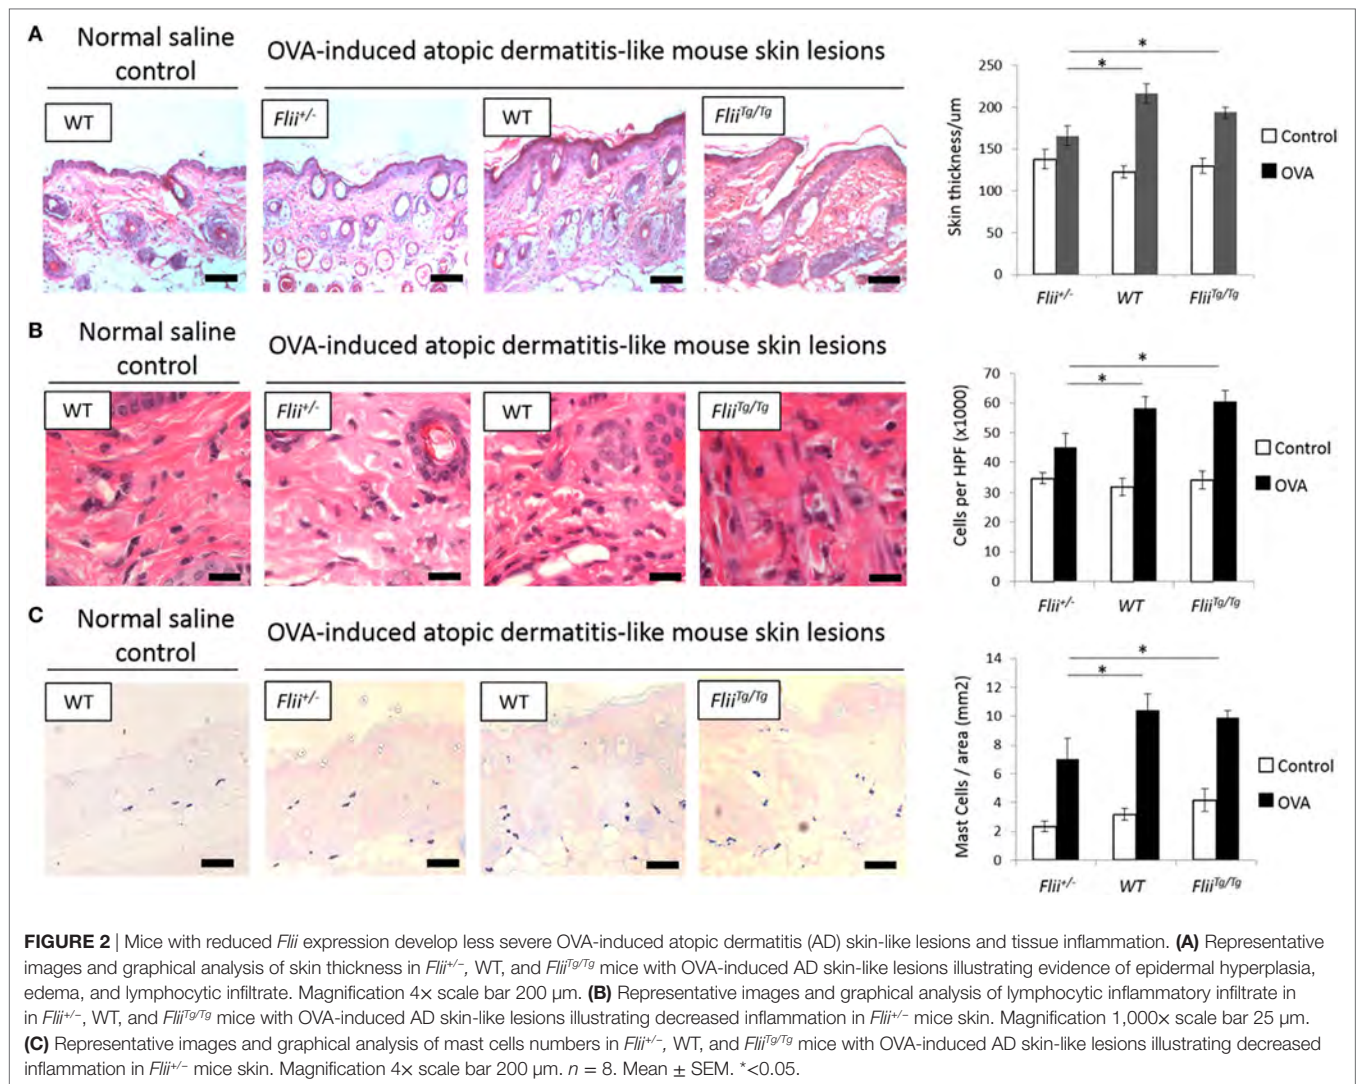 A
Normal saline
control
OVA-induced atopic dermatitis-like mouse skin lesions
WT
Flii+/-
WT
FliiTg/Tg
Skin thickness/um
250
200
150
100
50
0
*
*
Flii+/-
WT
FliiTg/Tg
Control
OVA
B
Normal saline
control
OVA-induced atopic dermatitis-like mouse skin lesions
WT
Flii+/-
WT
FliiTg/Tg
Cells per HPF (x1000)
70
60
50
40
30
20
10
0
*
*
Flii+/-
WT
FliiTg/Tg
Control
OVA
C
Normal saline
control
OVA-induced atopic dermatitis-like mouse skin lesions
WT
Flii+/-
WT
FliiTg/Tg
Mast Cells / area (mm2)
14
12
10
8
6
4
2
0
*
*
Flii+/-
WT
FliiTg/Tg
Control
OVA
FIGURE 2 | Mice with reduced Flii expression develop less severe OVA-induced atopic dermatitis (AD) skin-like lesions and tissue inflammation. (A) Representative
images and graphical analysis of skin thickness in Flii+/−, WT, and FliiTg/Tg mice with OVA-induced AD skin-like lesions illustrating evidence of epidermal hyperplasia,
edema, and lymphocytic infiltrate. Magnification 4× scale bar 200 µm. (B) Representative images and graphical analysis of lymphocytic inflammatory infiltrate in
in Flii+/−, WT, and FliiTg/Tg mice with OVA-induced AD skin-like lesions illustrating decreased inflammation in Flii+/− mice skin. Magnification 1,000× scale bar 25 µm.
(C) Representative images and graphical analysis of mast cells numbers in Flii+/−, WT, and FliiTg/Tg mice with OVA-induced AD skin-like lesions illustrating decreased
inflammation in Flii+/− mice skin. Magnification 4× scale bar 200 µm. n = 8. Mean ± SEM. *<0.05.